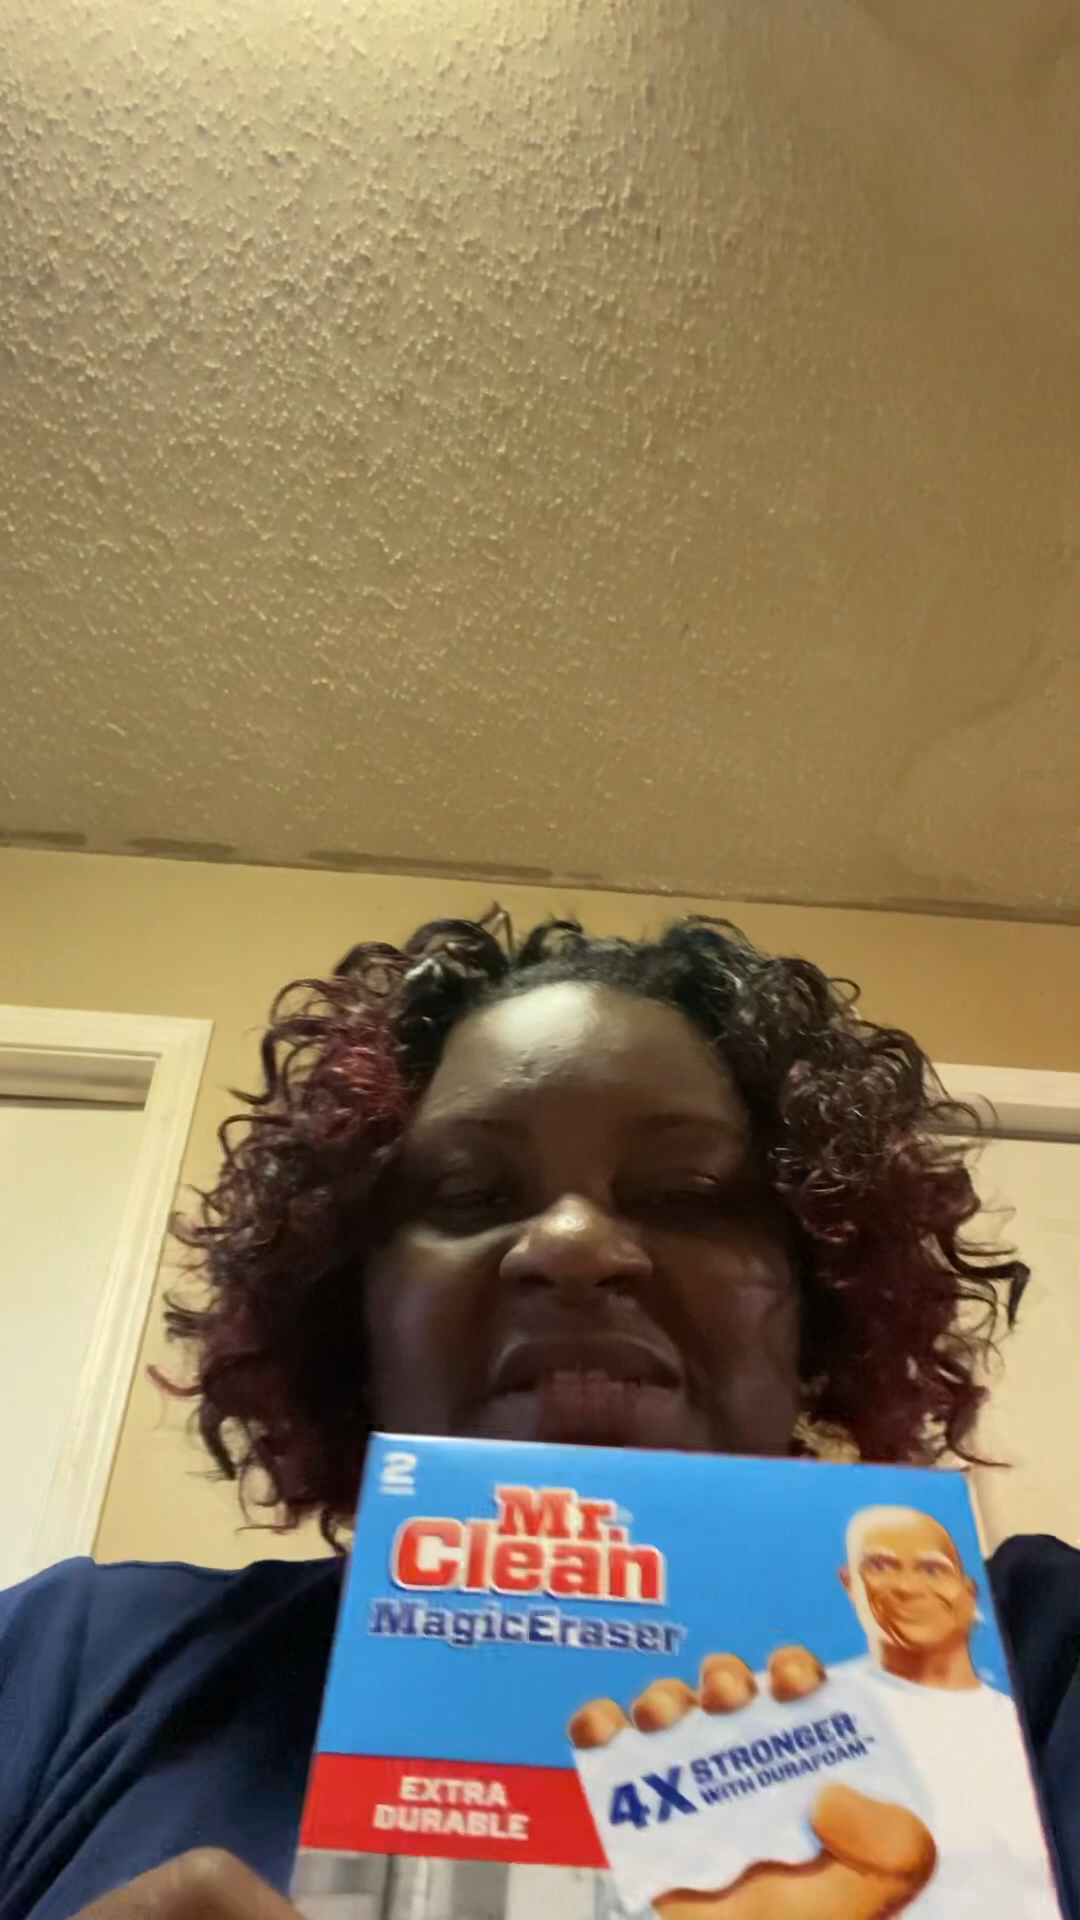 2
Mr.
Clean
MagicEraser
4X STRONGER
WITH DURAFOAM™
EXTRA
DURABLE